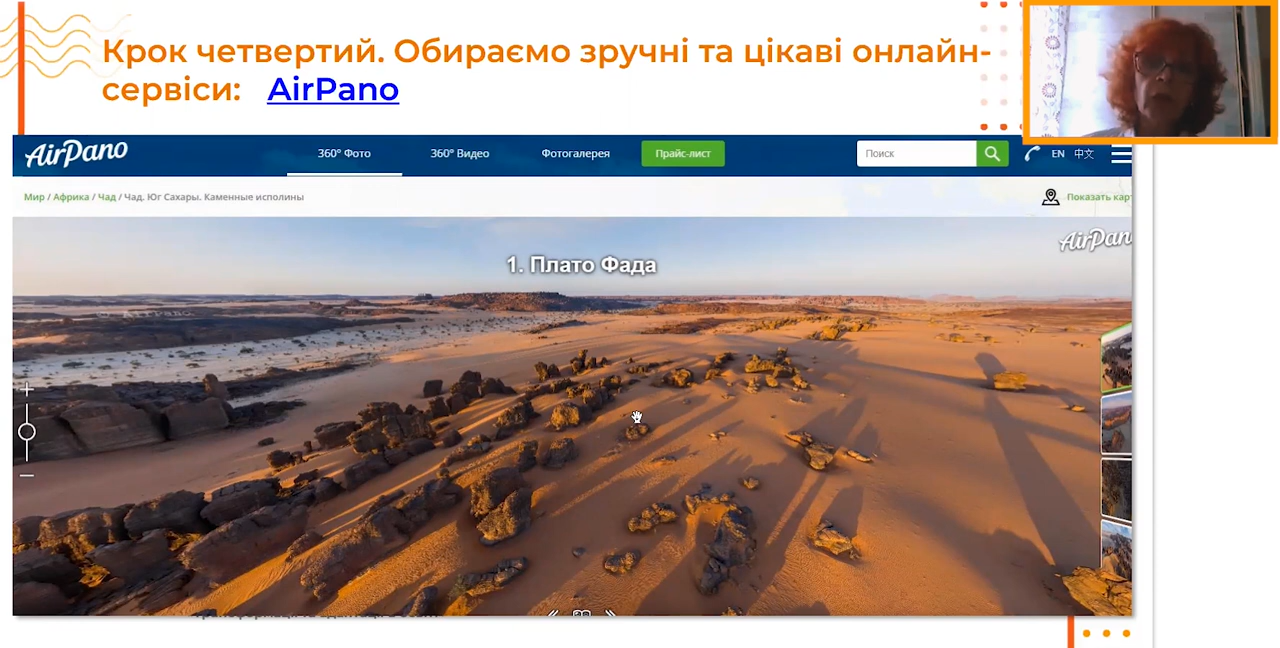 Крок четвертий. Обираємо зручні та цікаві онлайн-
сервіси: AirPano
AirPano
360° Фото
360° Видео
Фотогалерея
Прайс-лист
Поиск
EN
中文
Мир / Африка / Чад / Чад. Юг Сахары. Каменные исполины
Показать кар
AirPan
1. Плато Фада